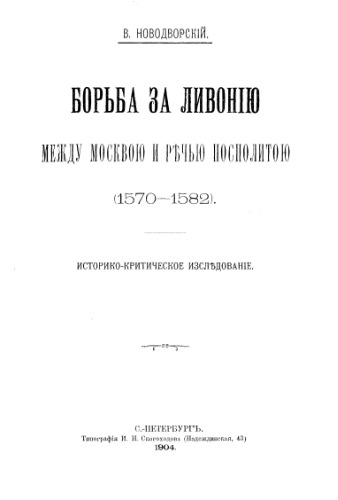 В. НОВОДВОРСКІЙ.
БОРЬБА ЗА ЛИВОНІЮ
МЕЖДУ МОСКВОЮ И РѢЧЬЮ ПОСПОЛИТОЮ
(1570—1582).
ИСТОРИКО-КРИТИЧЕСКОЕ ИЗСЛѢДОВАНІЕ.
С.-ПЕТЕРБУРГЪ.
Типографія И. Н. Скороходова (Надеждинская, 43)
1904.